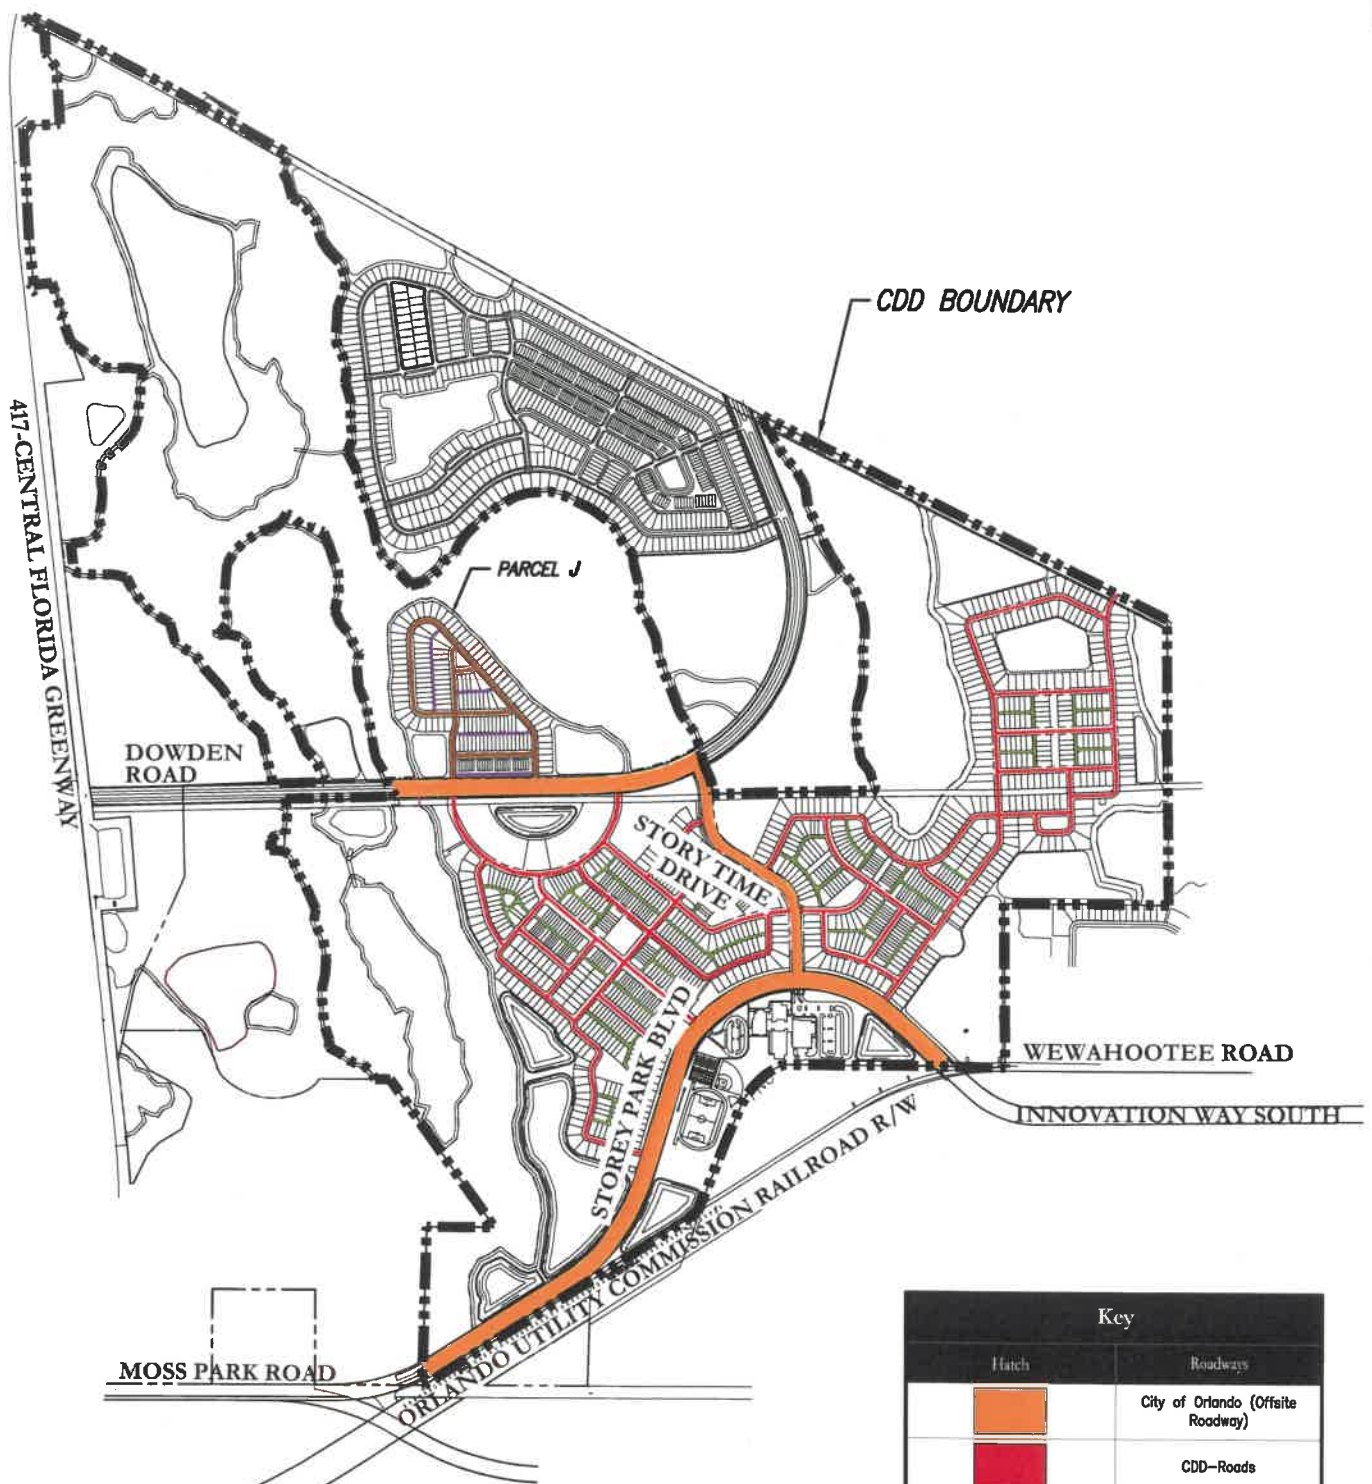 CDD BOUNDARY
417-CENTRAL FLORIDA GREENWAY
PARCEL J
DOWDEN
ROAD
STORY TIME
DRIVE
STOREY PARK BLVD
WEWAHOOTEE ROAD
INNOVATION WAY SOUTH
ORLANDO UTILITY COMMISSION RAILROAD R/W
MOSS PARK ROAD
Key
Hatch
Roadways
City of Orlando (Offsite
Roadway)
CDD-Roads